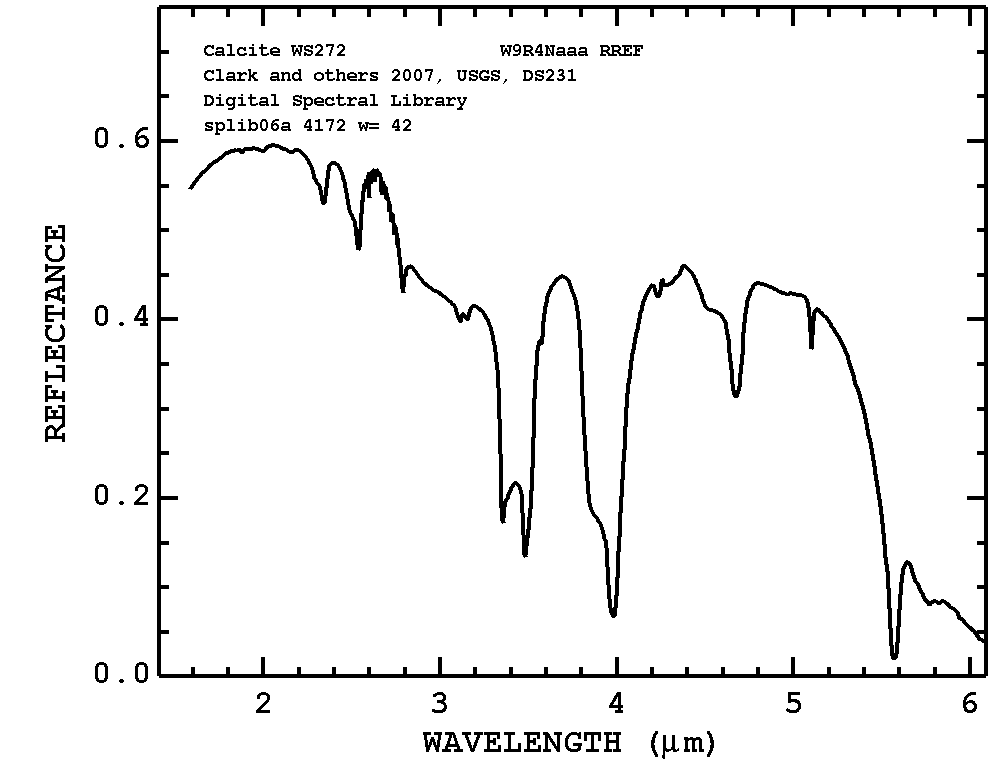 Calcite WS272 W9R4Naaa RREF
Clark and others 2007, USGS, DS231
Digital Spectral Library
splib06a 4172 w= 42
0.6
0.4
0.2
0.0
REFLECTANCE
2 3 4 5 6
WAVELENGTH (μm)